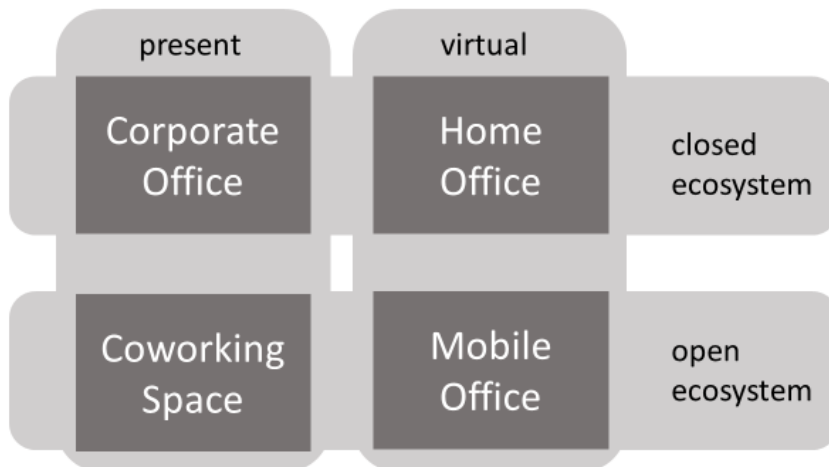 present
virtual
Corporate
Office
Home
Office
closed
ecosystem
Coworking
Space
Mobile
Office
open
ecosystem